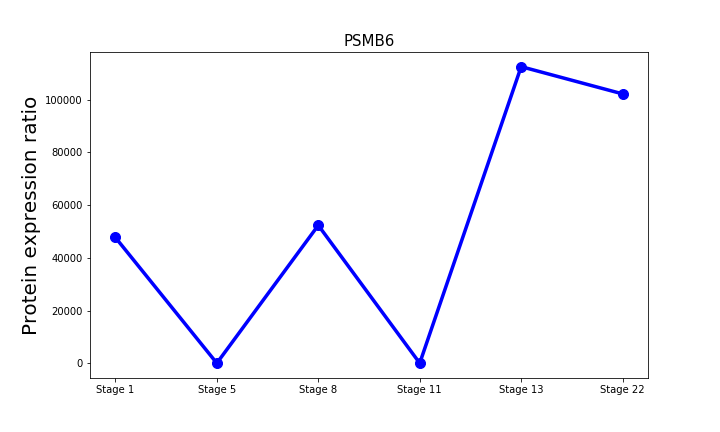 PSMB6
Protein expression ratio
100000
80000
60000
40000
20000
0
Stage 1
Stage 5
Stage 8
Stage 11
Stage 13
Stage 22